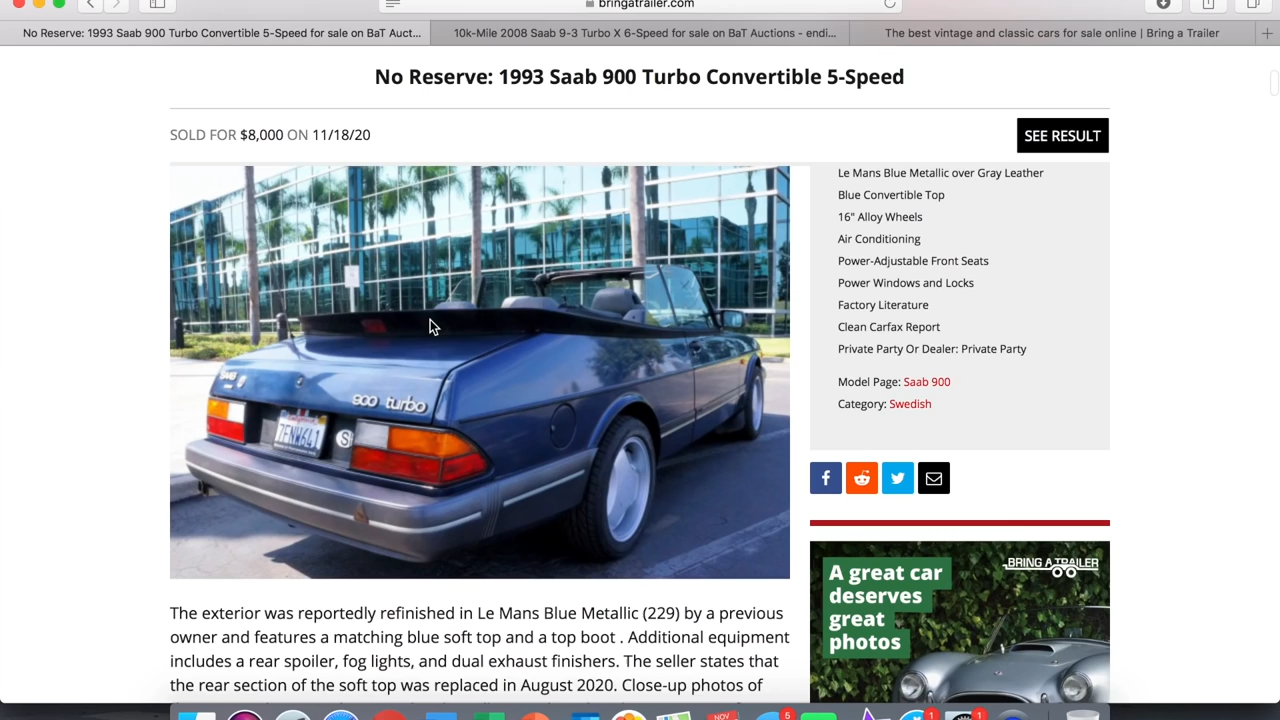 bringatrailer.com
No Reserve: 1993 Saab 900 Turbo Convertible 5-Speed for sale on BaT Auct...
10k-Mile 2008 Saab 9-3 Turbo X 6-Speed for sale on BaT Auctions - endi...
The best vintage and classic cars for sale online | Bring a Trailer
No Reserve: 1993 Saab 900 Turbo Convertible 5-Speed
SOLD FOR $8,000 ON 11/18/20
SEE RESULT
900 turbo
7FNW641
S
Le Mans Blue Metallic over Gray Leather
Blue Convertible Top
16" Alloy Wheels
Air Conditioning
Power-Adjustable Front Seats
Power Windows and Locks
Factory Literature
Clean Carfax Report
Private Party Or Dealer: Private Party
Model Page: Saab 900
Category: Swedish
BRING A TRAILER
A great car
deserves
great
photos
The exterior was reportedly refinished in Le Mans Blue Metallic (229) by a previous
owner and features a matching blue soft top and a top boot . Additional equipment
includes a rear spoiler, fog lights, and dual exhaust finishers. The seller states that
the rear section of the soft top was replaced in August 2020. Close-up photos of
NOV
5
1
1